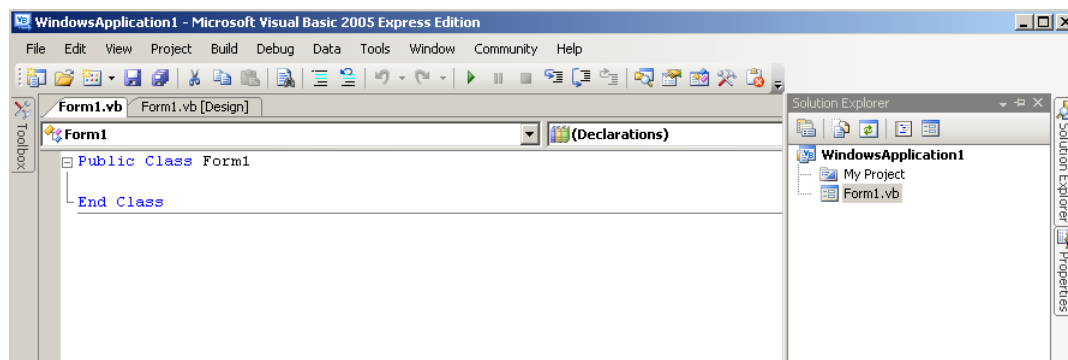 WindowsApplication1 - Microsoft Visual Basic 2005 Express Edition
File Edit View Project Build Debug Data Tools Window Community Help
Form1.vb Form1.vb [Design]
Solution Explorer
Toolbox
Form1
(Declarations)
Public Class Form1
End Class
WindowsApplication1
My Project
Form1.vb
Solution Explorer
Properties